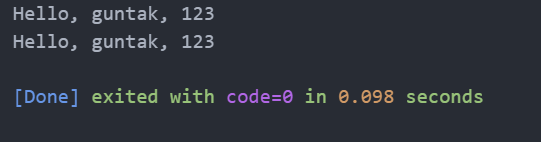 Hello, guntak, 123
Hello, guntak, 123
[Done] exited with code=0 in 0.098 seconds